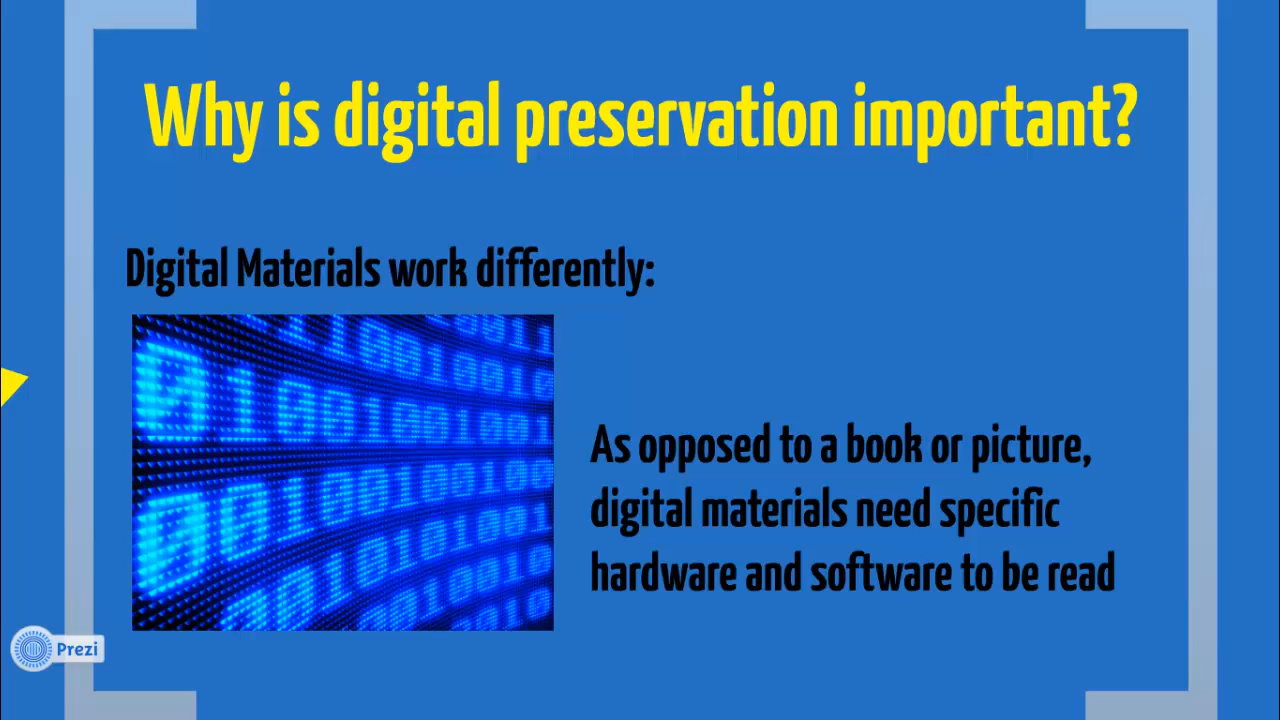 Why is digital preservation important?
Digital Materials work differently:
As opposed to a book or picture,
digital materials need specific
hardware and software to be read
Prezi